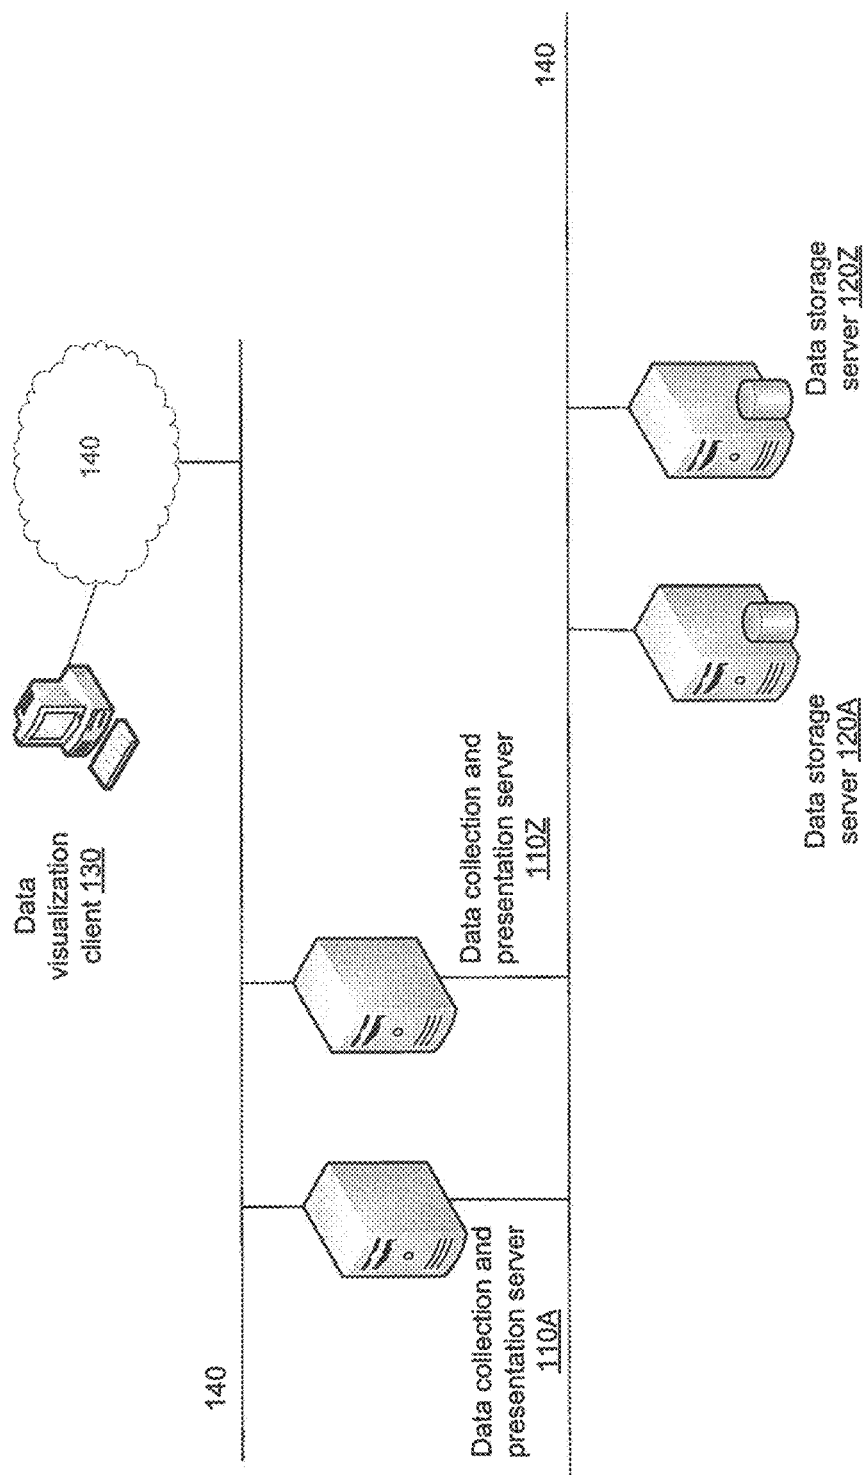 Data
visualization
client 130
140
140
Data collection and
presentation server
110A
Data collection and
presentation server
110Z
140
Data storage
server 120A
Data storage
server 120Z